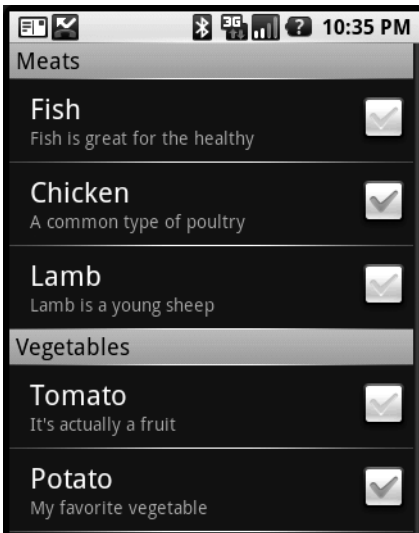 3G
? 10:35 PM
Meats
Fish
Fish is great for the healthy
Chicken
A common type of poultry
Lamb
Lamb is a young sheep
Vegetables
Tomato
It's actually a fruit
Potato
My favorite vegetable